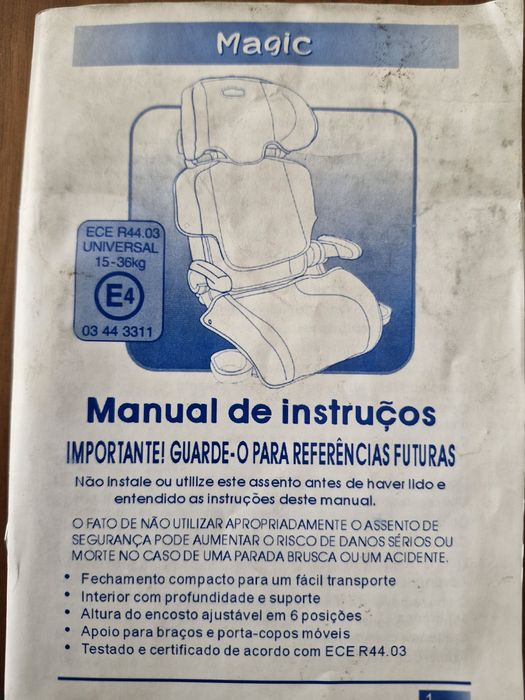 Magic
ECE R44.03
UNIVERSAL
15-36kg
E4
03 44 3311
Manual de instruços
IMPORTANTE! GUARDE-O PARA REFERÊNCIAS FUTURAS
Não instale ou utilize este assento antes de haver lido e
entendido as instruções deste manual.
O FATO DE NÃO UTILIZAR APROPRIADAMENTE O ASSENTO DE
SEGURANÇA PODE AUMENTAR O RISCO DE DANOS SÉRIOS OU
MORTE NO CASO DE UMA PARADA BRUSCA OU UM ACIDENTE.
• Fechamento compacto para um fácil transporte
• Interior com profundidade e suporte
• Altura do encosto ajustável em 6 posições
• Apoio para braços e porta-copos móveis
• Testado e certificado de acordo com ECE R44.03
1